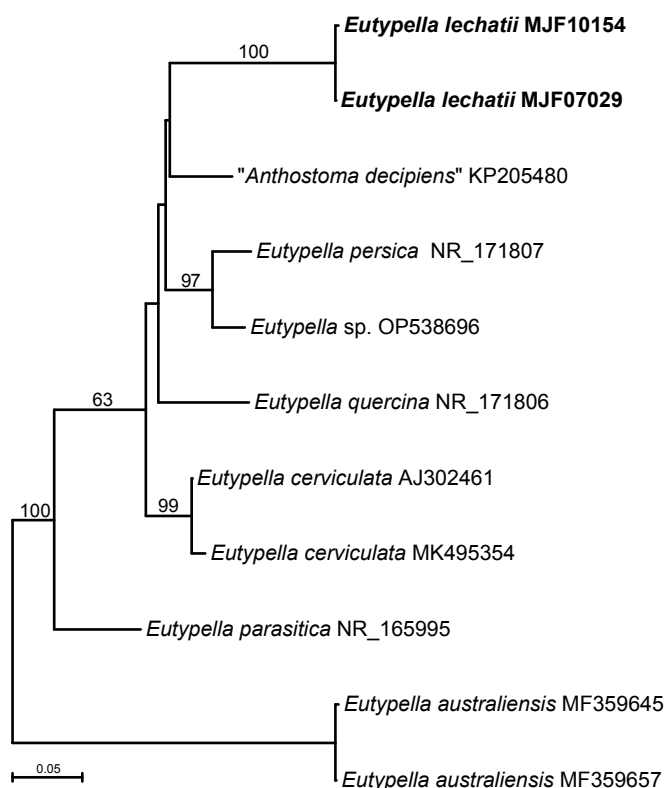 Eutypella lechatii MJF10154
100
Eutypella lechatii MJF07029
"Anthostoma decipiens" KP205480
Eutypella persica NR_171807
97
Eutypella sp. OP538696
Eutypella quercina NR_171806
63
Eutypella cerviculata AJ302461
99
100
Eutypella cerviculata MK495354
Eutypella parasitica NR_165995
Eutypella australiensis MF359645
0.05
Eutypella australiensis MF359657